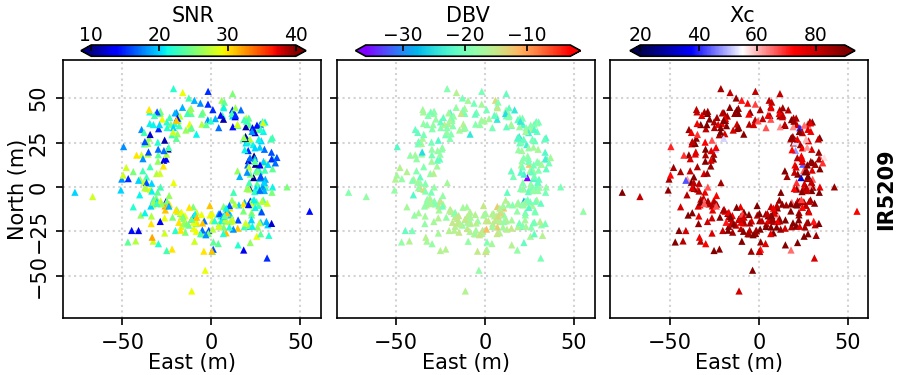 SNR DBV Xc
10 20 30 40 −30 −20 −10 20 40 60 80
North (m)
50
25
0
−25
−50
−50 0 50 −50 0 50 −50 0 50
East (m) East (m) East (m)
IR5209